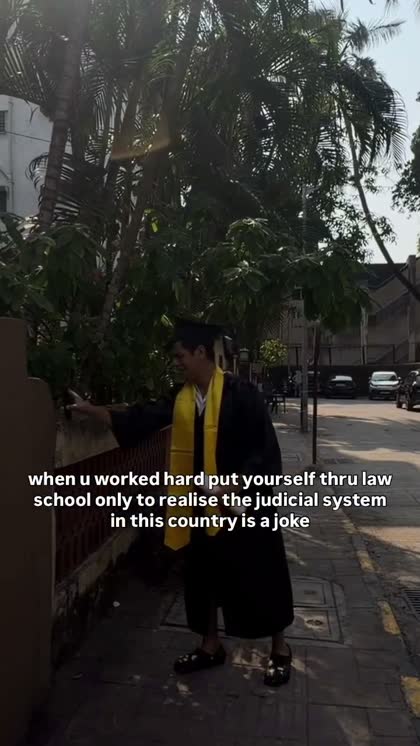 when u worked hard put yourself thru law
school only to realise the judicial system
in this country is a joke